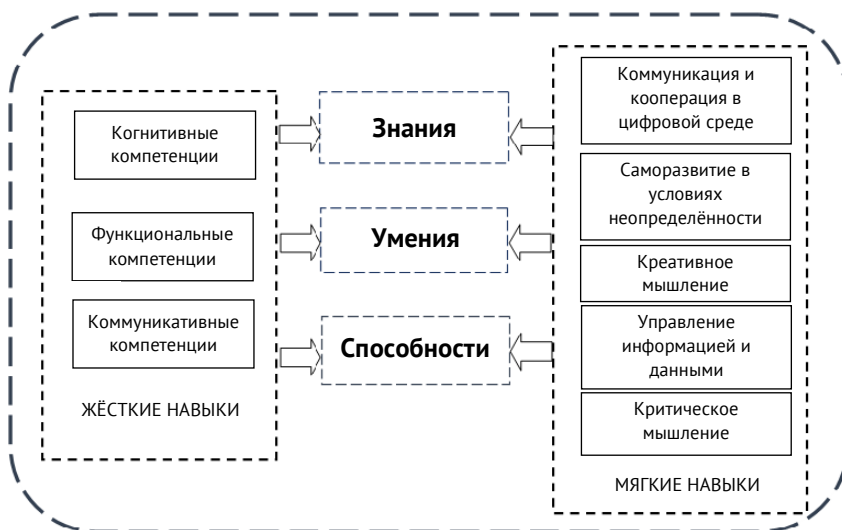 Когнитивные
компетенции
Функциональные
компетенции
Коммуникативные
компетенции
ЖЁСТКИЕ НАВЫКИ
Знания
Умения
Способности
Коммуникация и
кооперация в
цифровой среде
Саморазвитие в
условиях
неопределённости
Креативное
мышление
Управление
информацией и
данными
Критическое
мышление
МЯГКИЕ НАВЫКИ